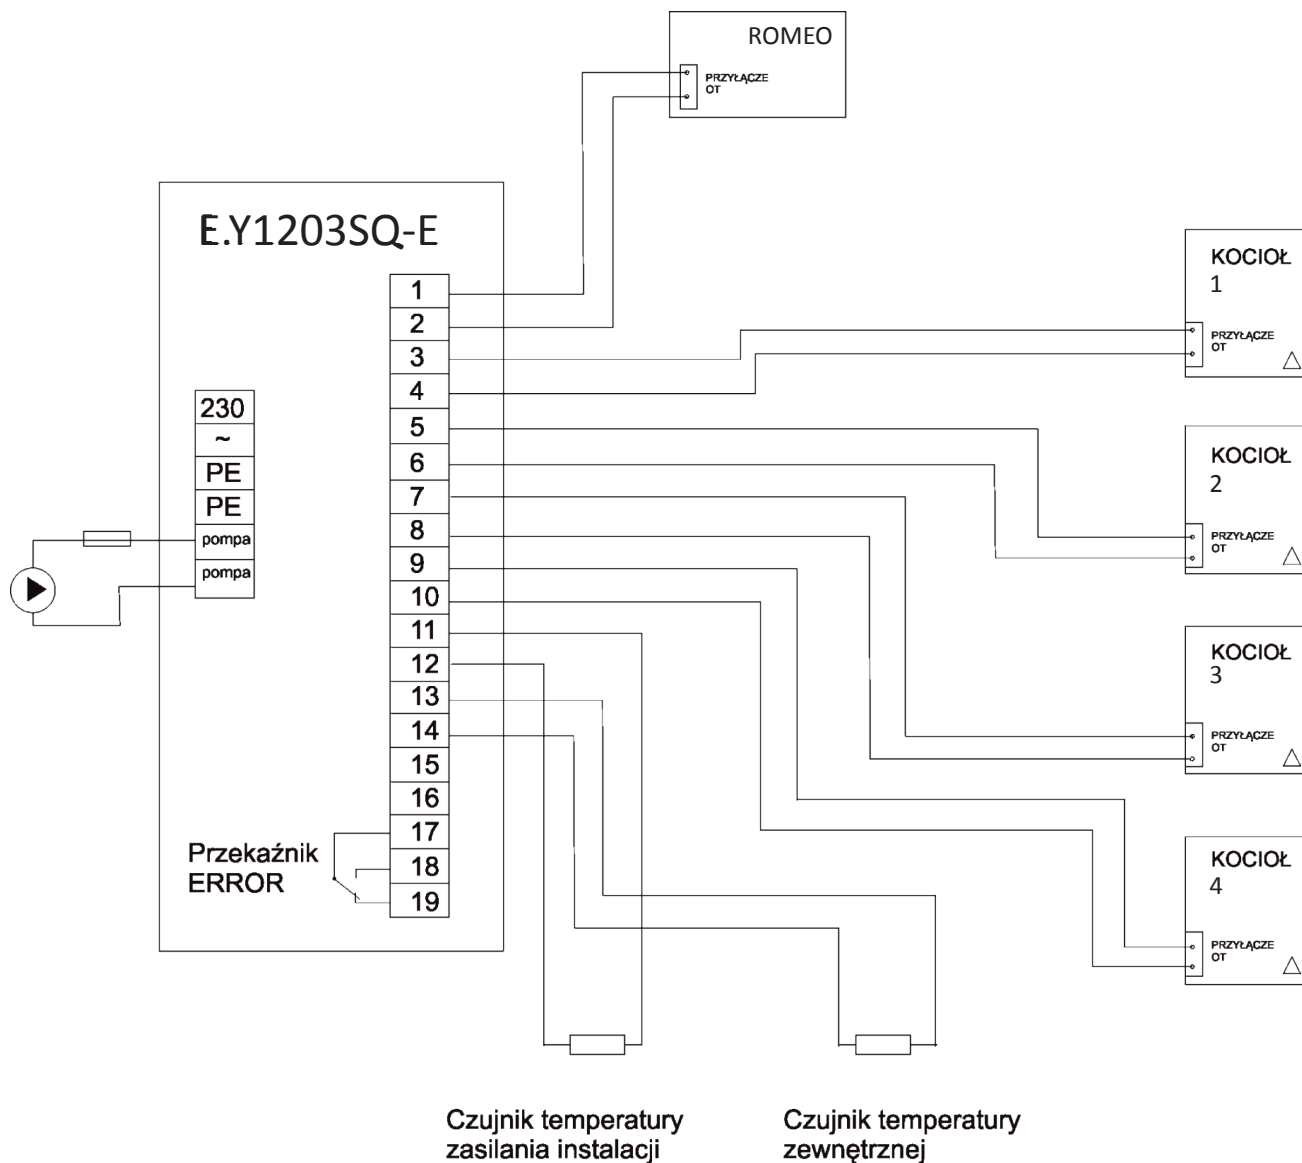 ROMEO
PRZYŁĄCZE
OT
E.Y1203SQ-E
1
2
3
4
5
6
7
8
9
10
11
12
13
14
15
16
17
18
19
230
~
PE
PE
pompa
pompa
Przekaźnik
ERROR
KOCIOŁ
1
PRZYŁĄCZE
OT
KOCIOŁ
2
PRZYŁĄCZE
OT
KOCIOŁ
3
PRZYŁĄCZE
OT
KOCIOŁ
4
PRZYŁĄCZE
OT
Czujnik temperatury
zasilania instalacji
Czujnik temperatury
zewnętrznej